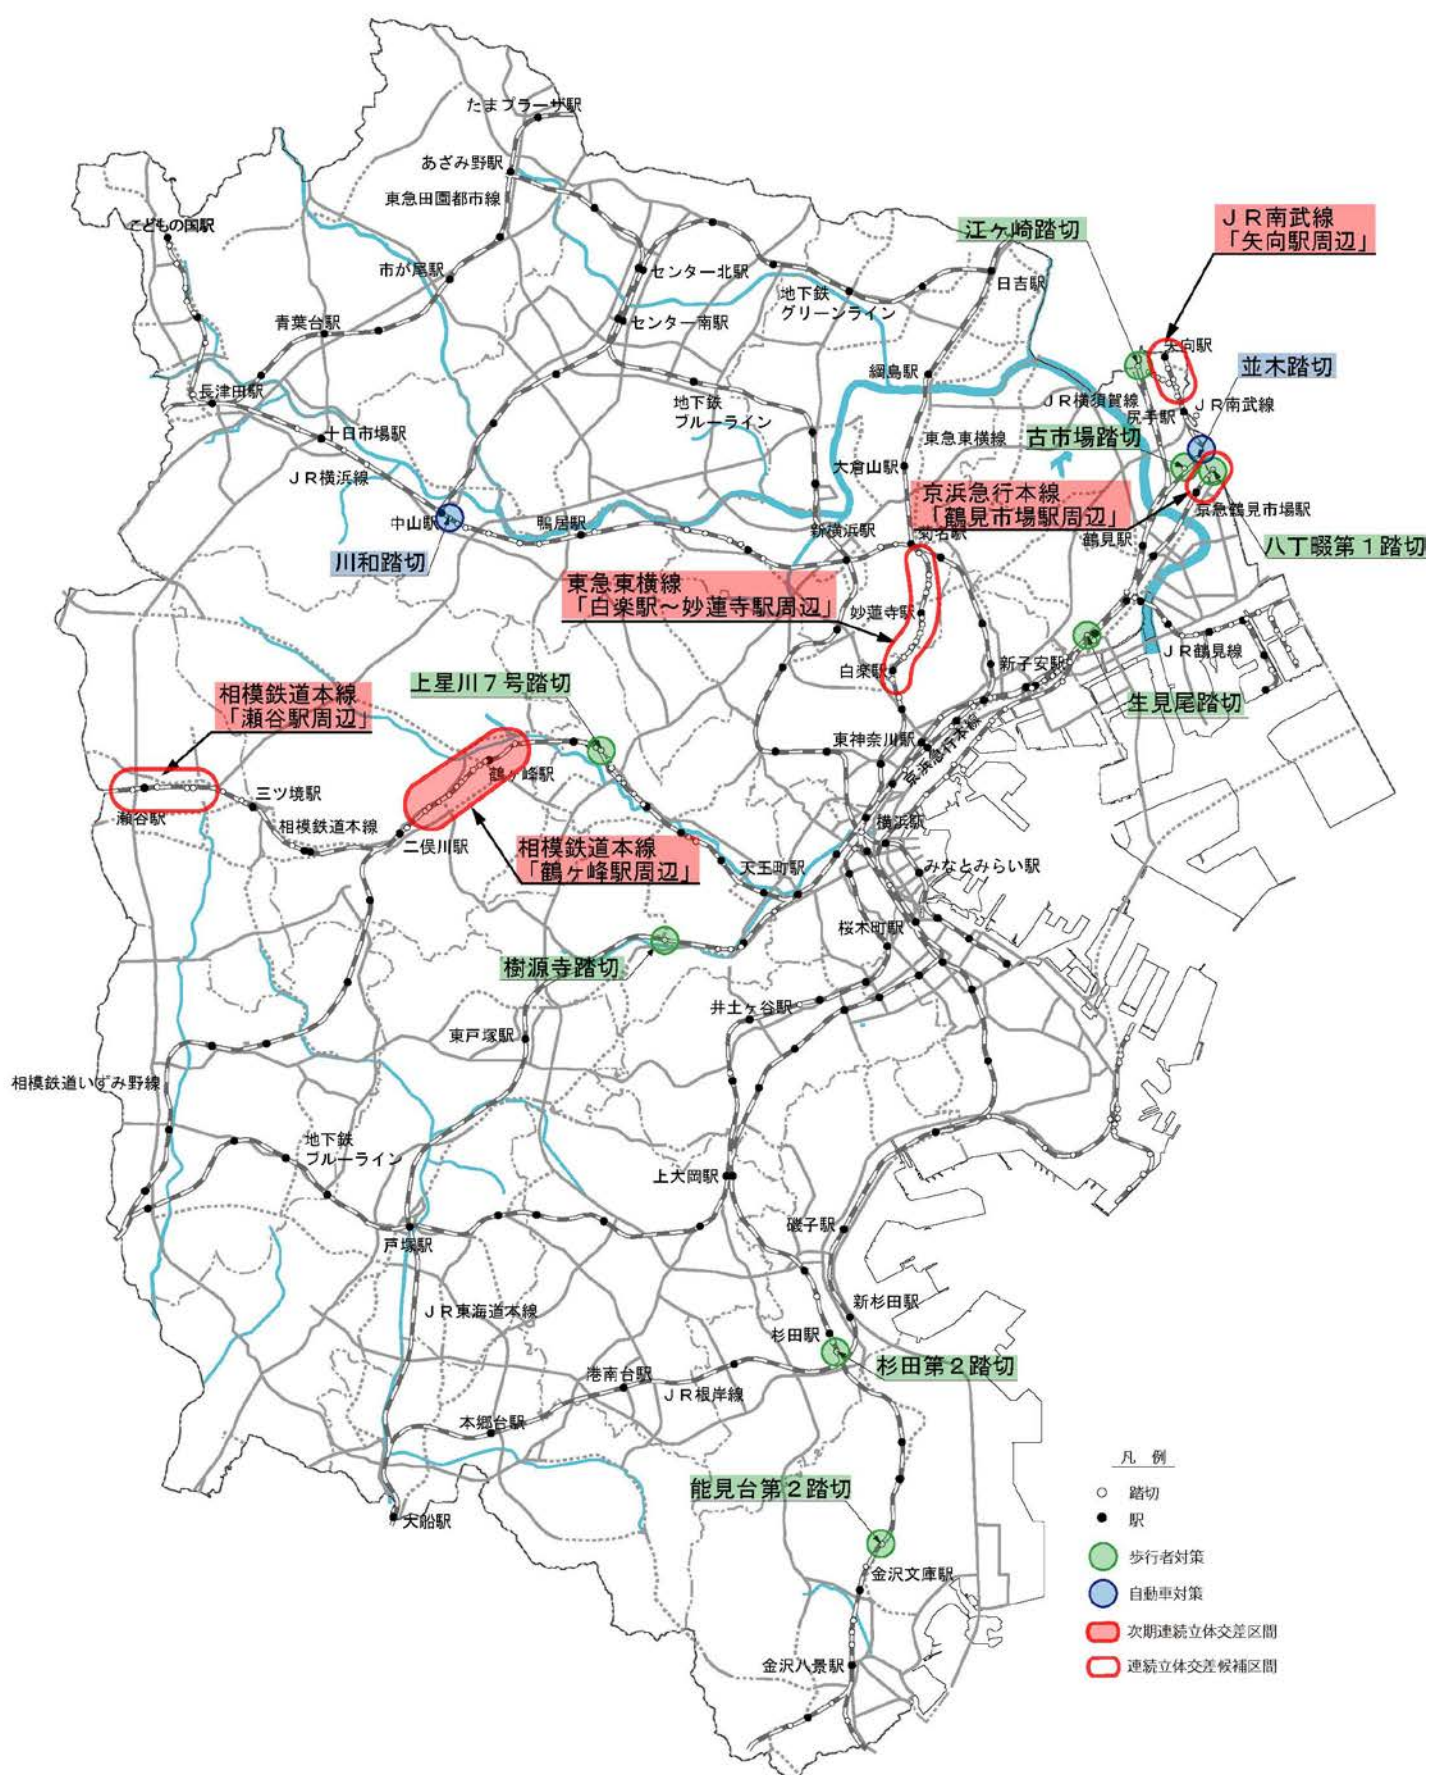 たまプラーザ駅
あざみ野駅
東急田園都市線
こどもの国駅
江ヶ崎踏切
JR南武線
「矢向駅周辺」
市が尾駅
センター北駅
日吉駅
地下鉄
グリーンライン
青葉台駅
センター南駅
矢向駅
並木踏切
綱島駅
長津田駅
JR横須賀線
JR南武線
尻手駅
地下鉄
ブルーライン
十日市場駅
東急東横線
古市場踏切
大倉山駅
JR横浜線
京浜急行本線
「鶴見市場駅周辺」
京急鶴見市場駅
中山駅
鴨居駅
新横浜駅
菊名駅
鶴見駅
八丁畷第1踏切
川和踏切
東急東横線
「白楽駅~妙蓮寺駅周辺」
妙蓮寺駅
JR鶴見線
白楽駅
新子安駅
上星川7号踏切
生見尾踏切
相模鉄道本線
「瀬谷駅周辺」
東神奈川駅
京浜急行本線
鶴ヶ峰駅
三ツ境駅
瀬谷駅
相模鉄道本線
横浜駅
二俣川駅
相模鉄道本線
「鶴ヶ峰駅周辺」
天王町駅
みなとみらい駅
桜木町駅
樹源寺踏切
井土ヶ谷駅
東戸塚駅
相模鉄道いずみ野線
地下鉄
ブルーライン
上大岡駅
磯子駅
戸塚駅
JR東海道本線
新杉田駅
杉田駅
杉田第2踏切
港南台駅
JR根岸線
本郷台駅
能見台第2踏切
大船駅
金沢文庫駅
金沢八景駅
凡例
踏切
駅
歩行者対策
自動車対策
次期連続立体交差区間
連続立体交差候補区間